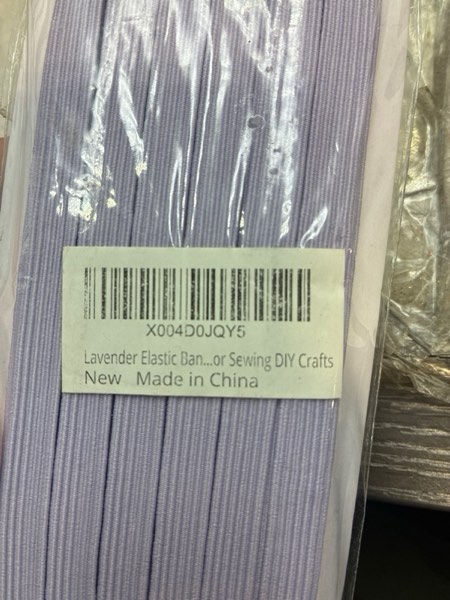 X004D0JQY5
Lavender Elastic Ban...or Sewing DIY Crafts
New Made in China